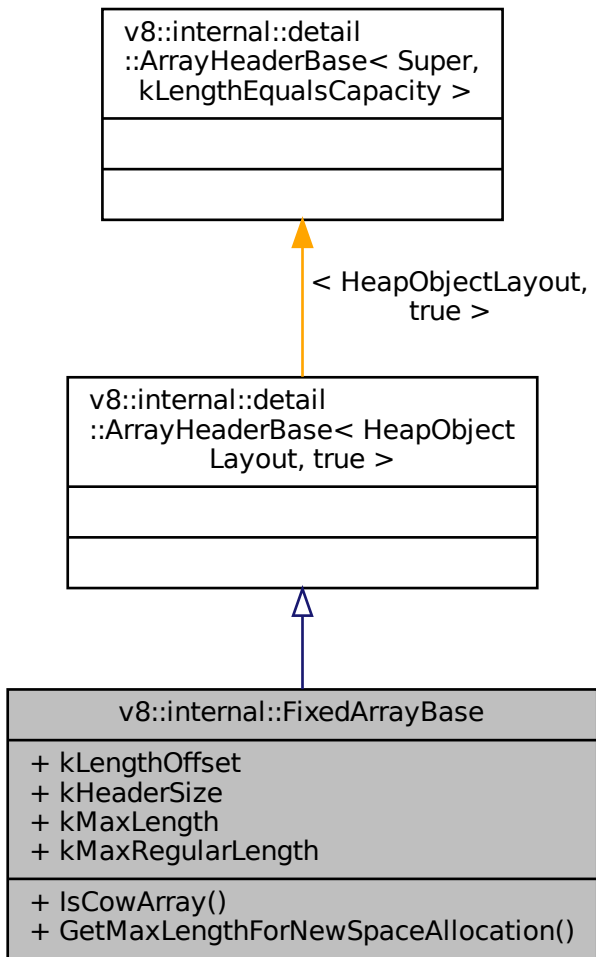 v8::internal::detail
::ArrayHeaderBase< Super,
kLengthEqualsCapacity >
< HeapObjectLayout,
true >
v8::internal::detail
::ArrayHeaderBase< HeapObject
Layout, true >
v8::internal::FixedArrayBase
+ kLengthOffset
+ kHeaderSize
+ kMaxLength
+ kMaxRegularLength
+ IsCowArray()
+ GetMaxLengthForNewSpaceAllocation()